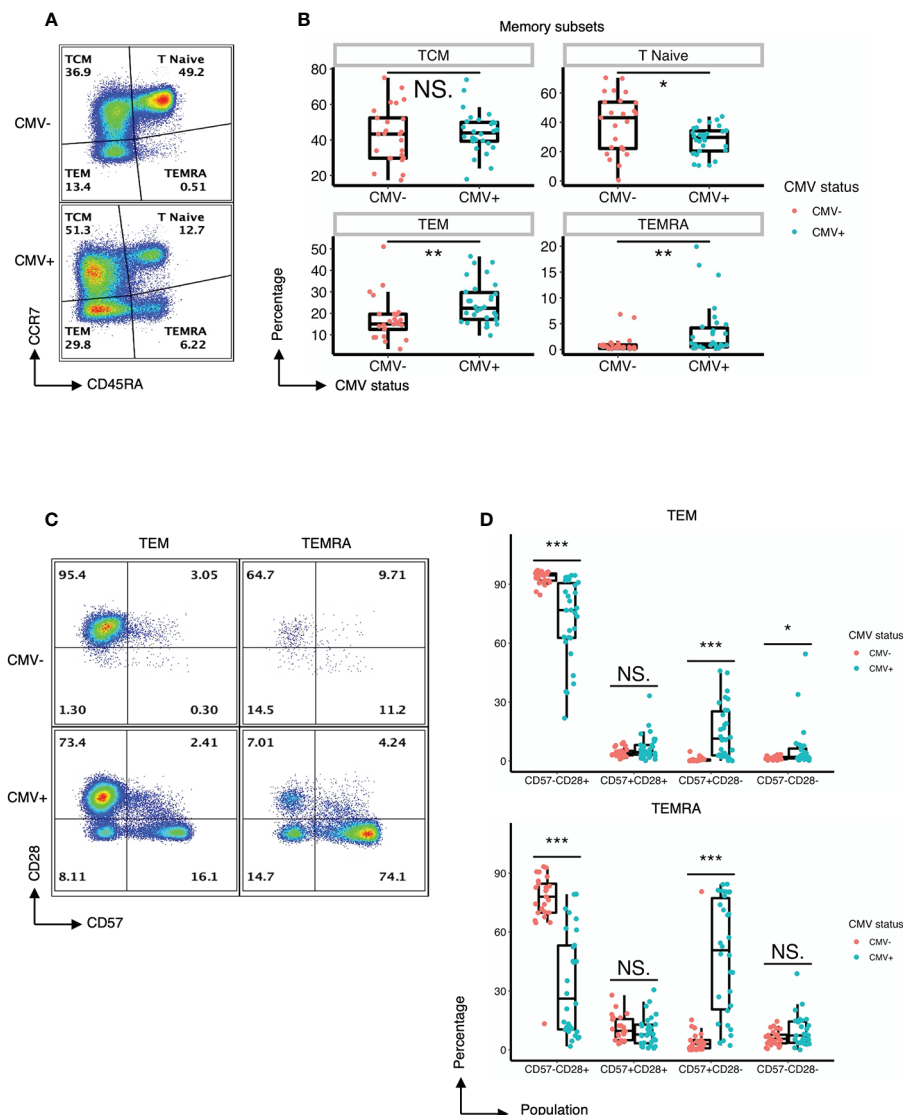 A
TCM T Naive
36.9 49.2
CMV-
TEM TEMRA
13.4 0.51
TCM T Naive
51.3 12.7
CMV+
TEM TEMRA
29.8 6.22
CCR7
CD45RA
B
Memory subsets
TCM
80
60
40
20
NS.
CMV- CMV+
T Naive
60
40
20
0
*
CMV- CMV+
TEM
50
40
30
20
10
**
CMV- CMV+
TEMRA
20
15
10
5
0
**
CMV- CMV+
Percentage
CMV status
CMV status
CMV-
CMV+
C
TEM TEMRA
95.4 3.05 64.7 9.71
CMV-
1.30 0.30 14.5 11.2
73.4 2.41 7.01 4.24
CMV+
8.11 16.1 14.7 74.1
CD28
CD57
D
TEM
90
60
30
0
*** NS. *** *
CD57-CD28+ CD57+CD28+ CD57+CD28- CD57-CD28-
CMV status
CMV-
CMV+
TEMRA
90
60
30
0
*** NS. *** NS.
CD57-CD28+ CD57+CD28+ CD57+CD28- CD57-CD28-
CMV status
CMV-
CMV+
Percentage
Population